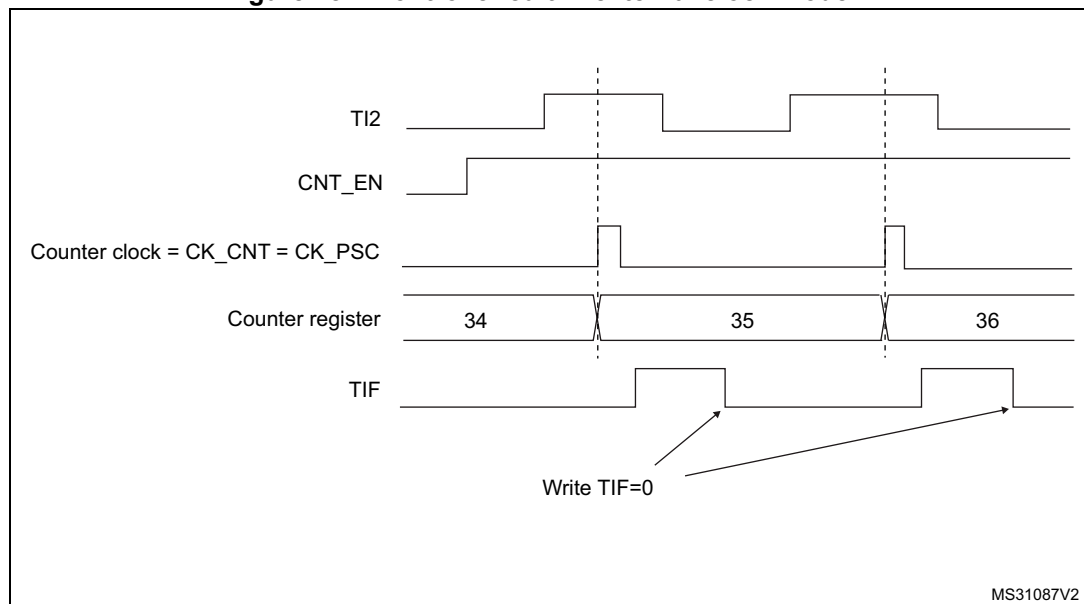 TI2
CNT_EN
Counter clock = CK_CNT = CK_PSC
Counter register 34 35 36
TIF
Write TIF=0
MS31087V2